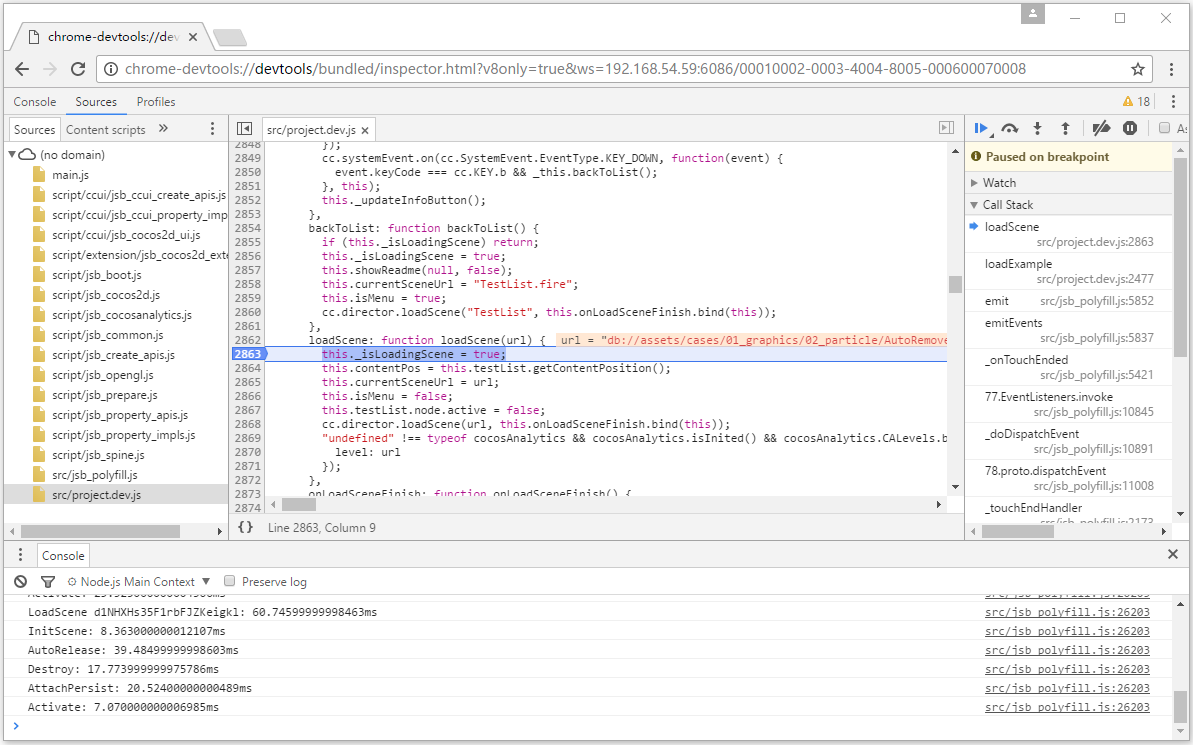 chrome-devtools://dev
chrome-devtools://devtools/bundled/inspector.html?v8only=true&ws=192.168.54.59:6086/00010002-0003-4004-8005-000600070008
Console Sources Profiles 18
Sources Content scripts »
(no domain)
main.js
script/ccui/jsb_ccui_create_apis.js
script/ccui/jsb_ccui_property_imp
script/ccui/jsb_cocos2d_ui.js
script/extension/jsb_cocos2d_exte
script/jsb_boot.js
script/jsb_cocos2d.js
script/jsb_cocosanalytics.js
script/jsb_common.js
script/jsb_create_apis.js
script/jsb_opengl.js
script/jsb_prepare.js
script/jsb_property_apis.js
script/jsb_property_impls.js
script/jsb_spine.js
src/jsb_polyfill.js
src/project.dev.js
src/project.dev.js ×
2848 });
2849 cc.systemEvent.on(cc.SystemEvent.EventType.KEY_DOWN, function(event) {
2850 event.keyCode === cc.KEY.b && _this.backToList();
2851 }, this);
2852 this._updateInfoButton();
2853 },
2854 backToList: function backToList() {
2855 if (this._isLoadingScene) return;
2856 this._isLoadingScene = true;
2857 this.showReadme(null, false);
2858 this.currentSceneUrl = "TestList.fire";
2859 this.isMenu = true;
2860 cc.director.loadScene("TestList", this.onLoadSceneFinish.bind(this));
2861 },
2862 loadScene: function loadScene(url) { url = "db://assets/cases/01_graphics/02_particle/AutoRemove
2863 this._isLoadingScene = true;
2864 this.contentPos = this.testList.getContentPosition();
2865 this.currentSceneUrl = url;
2866 this.isMenu = false;
2867 this.testList.node.active = false;
2868 cc.director.loadScene(url, this.onLoadSceneFinish.bind(this));
2869 "undefined" !== typeof cocosAnalytics && cocosAnalytics.isInited() && cocosAnalytics.CALevels.b
2870 level: url
2871 });
2872 },
2873 onLoadSceneFinish: function onLoadSceneFinish() {
2874
{} Line 2863, Column 9
As
Paused on breakpoint
Watch
Call Stack
loadScene
src/project.dev.js:2863
loadExample
src/project.dev.js:2477
emit src/jsb_polyfill.js:5852
emitEvents
src/jsb_polyfill.js:5837
_onTouchEnded
src/jsb_polyfill.js:5421
77.EventListeners.invoke
src/jsb_polyfill.js:10845
_doDispatchEvent
src/jsb_polyfill.js:10891
78.proto.dispatchEvent
src/jsb_polyfill.js:11008
_touchEndHandler
src/jsb_polyfill.js:2173
Console
Node.js Main Context Preserve log
src/jsb_polyfill.js:26203
LoadScene d1NHXHs35F1rbFJZKeigkl: 60.74599999998463ms src/jsb_polyfill.js:26203
InitScene: 8.363000000012107ms src/jsb_polyfill.js:26203
AutoRelease: 39.48499999998603ms src/jsb_polyfill.js:26203
Destroy: 17.773999999975786ms src/jsb_polyfill.js:26203
AttachPersist: 20.52400000000489ms src/jsb_polyfill.js:26203
Activate: 7.070000000006985ms src/jsb_polyfill.js:26203